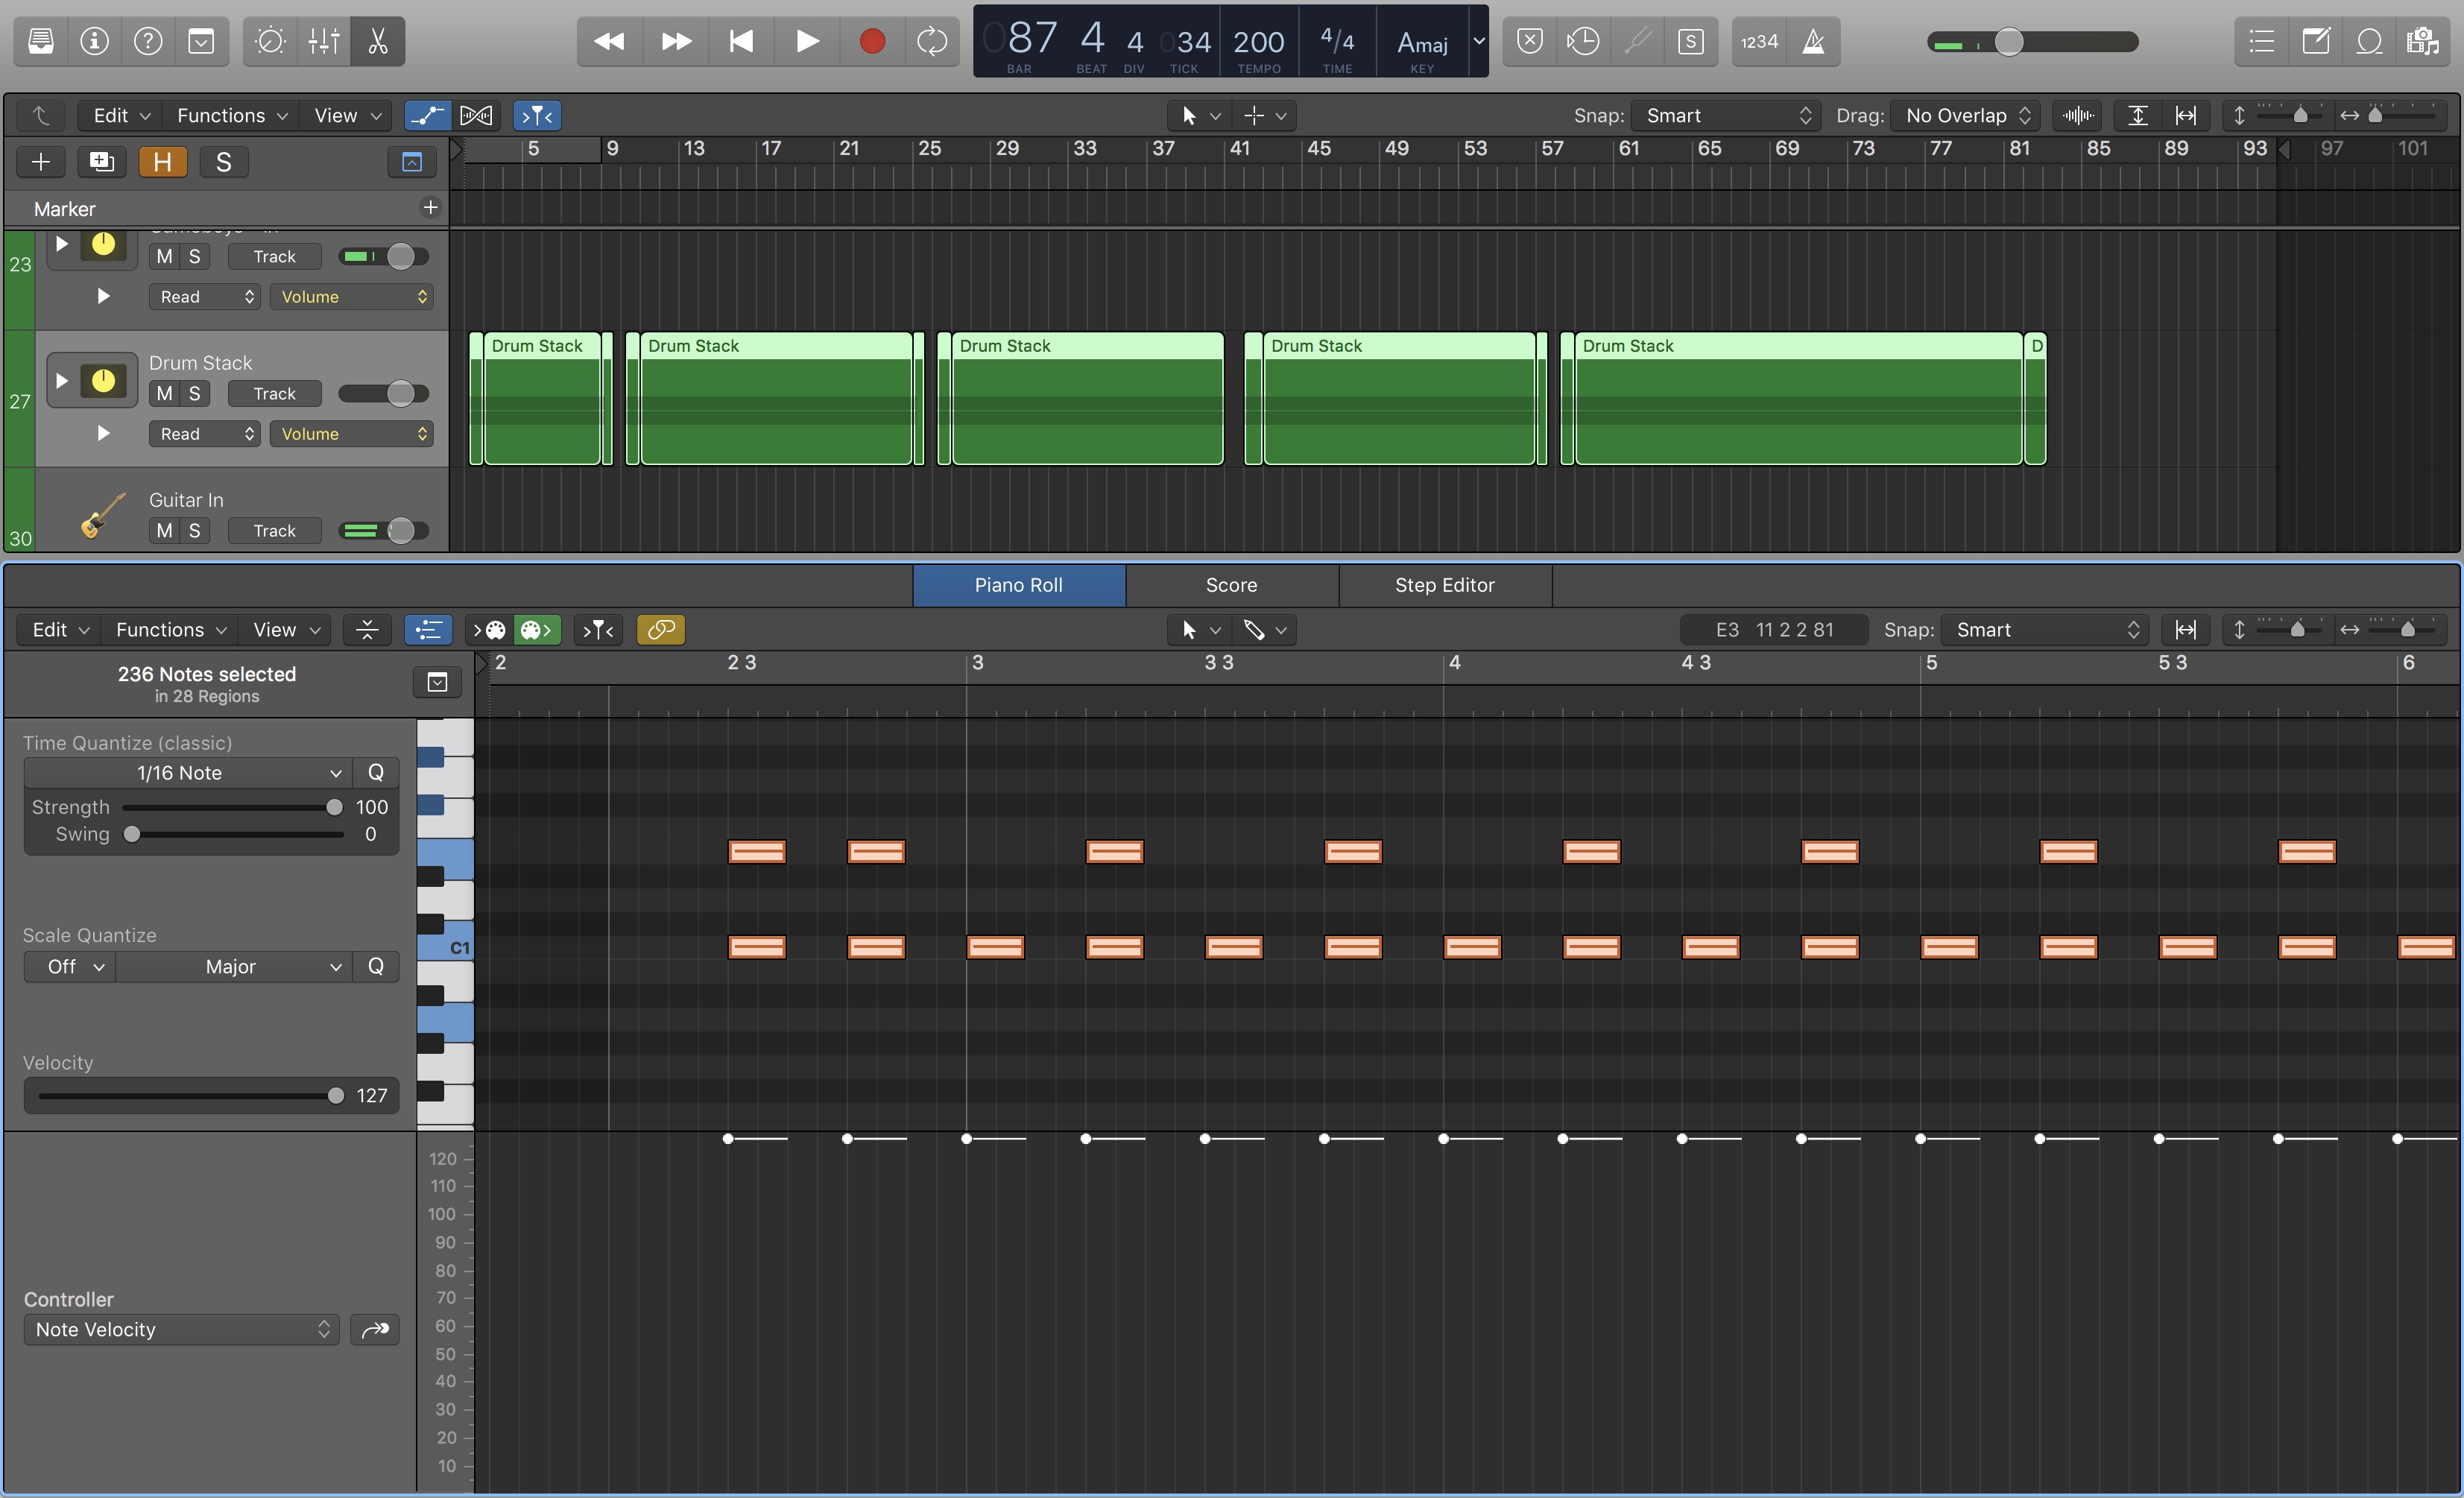 1234
087 4 4 034 200 4/4 Amaj
BAR BEAT DIV TICK TEMPO TIME KEY
S
Edit Functions View
Snap: Smart Drag: No Overlap
H S
5 9 13 17 21 25 29 33 37 41 45 49 53 57 61 65 69 73 77 81 85 89 93 97 101
Marker
23
M S Track
Read Volume
Drum Stack
27
M S Track
Read Volume
Drum Stack Drum Stack Drum Stack Drum Stack Drum Stack D
Guitar In
30
M S Track
Piano Roll Score Step Editor
Edit Functions View
E3 11 2 2 81 Snap: Smart
236 Notes selected
in 28 Regions
2 2 3 3 3 3 4 4 3 5 5 3 6
Time Quantize (classic)
1/16 Note Q
Strength 100
Swing 0
Scale Quantize
Off Major Q
C1
Velocity
127
120
110
100
90
80
70
60
50
40
30
20
10
Controller
Note Velocity